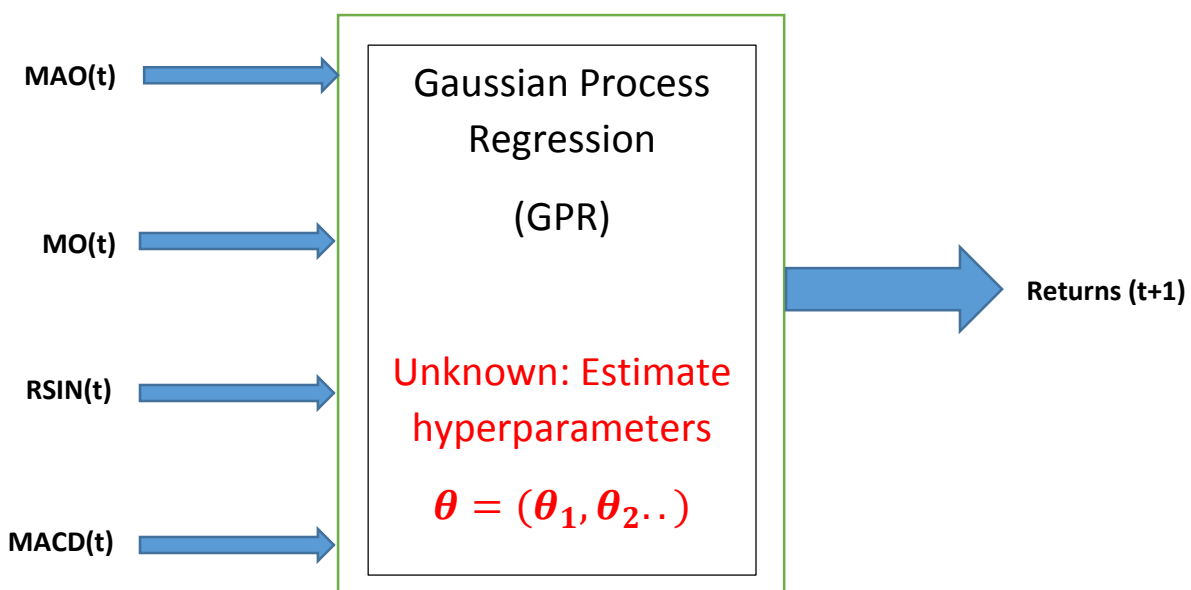 MAO(t)
MO(t)
RSIN(t)
MACD(t)
Gaussian Process
Regression
(GPR)
Unknown: Estimate
hyperparameters
θ = (θ₁, θ₂..)
Returns (t+1)